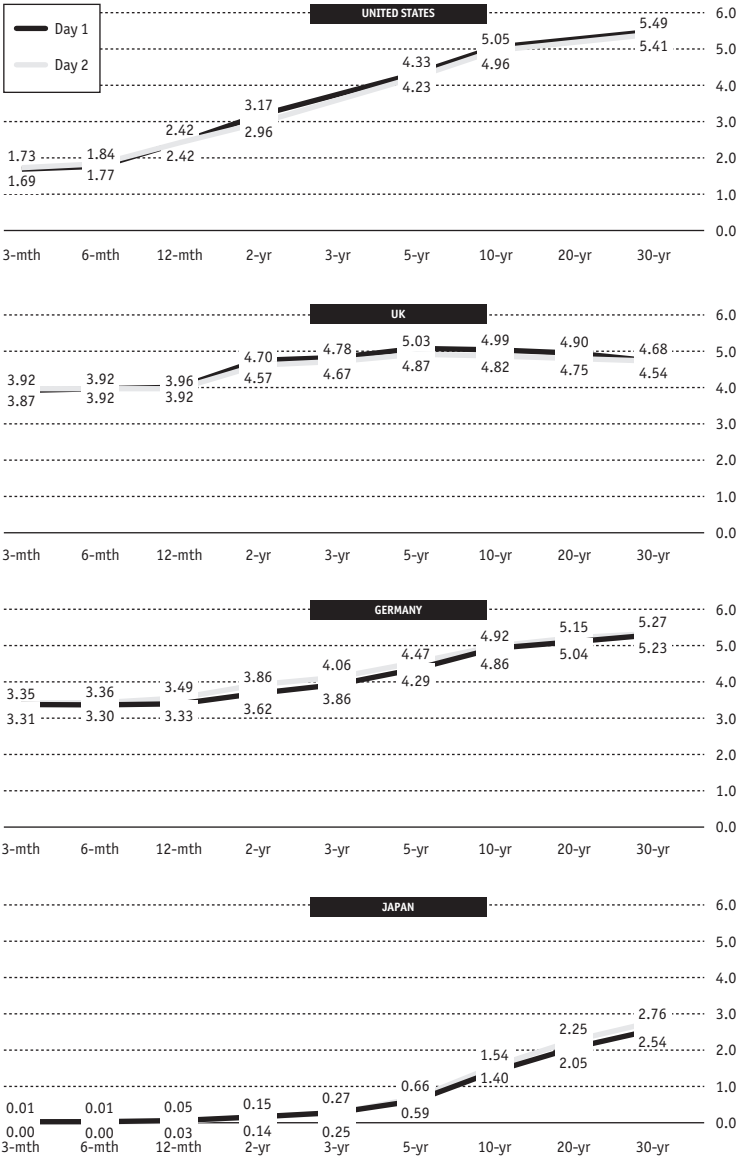 UNITED STATES
Day 1
Day 2
6.0
5.0
4.0
3.0
2.0
1.0
0.0
1.73 1.84 2.42 3.17 4.33 5.05 5.49
1.69 1.77 2.42 2.96 4.23 4.96 5.41
3-mth 6-mth 12-mth 2-yr 3-yr 5-yr 10-yr 20-yr 30-yr
UK
6.0
5.0
4.0
3.0
2.0
1.0
0.0
3.92 3.92 3.96 4.70 4.78 5.03 4.99 4.90 4.68
3.87 3.92 3.92 4.57 4.67 4.87 4.82 4.75 4.54
3-mth 6-mth 12-mth 2-yr 3-yr 5-yr 10-yr 20-yr 30-yr
GERMANY
6.0
5.0
4.0
3.0
2.0
1.0
0.0
3.35 3.36 3.49 3.86 4.06 4.47 4.92 5.15 5.27
3.31 3.30 3.33 3.62 3.86 4.29 4.86 5.04 5.23
3-mth 6-mth 12-mth 2-yr 3-yr 5-yr 10-yr 20-yr 30-yr
JAPAN
6.0
5.0
4.0
3.0
2.0
1.0
0.0
0.01 0.01 0.05 0.15 0.27 0.66 1.54 2.25 2.76
0.00 0.00 0.03 0.14 0.25 0.59 1.40 2.05 2.54
3-mth 6-mth 12-mth 2-yr 3-yr 5-yr 10-yr 20-yr 30-yr